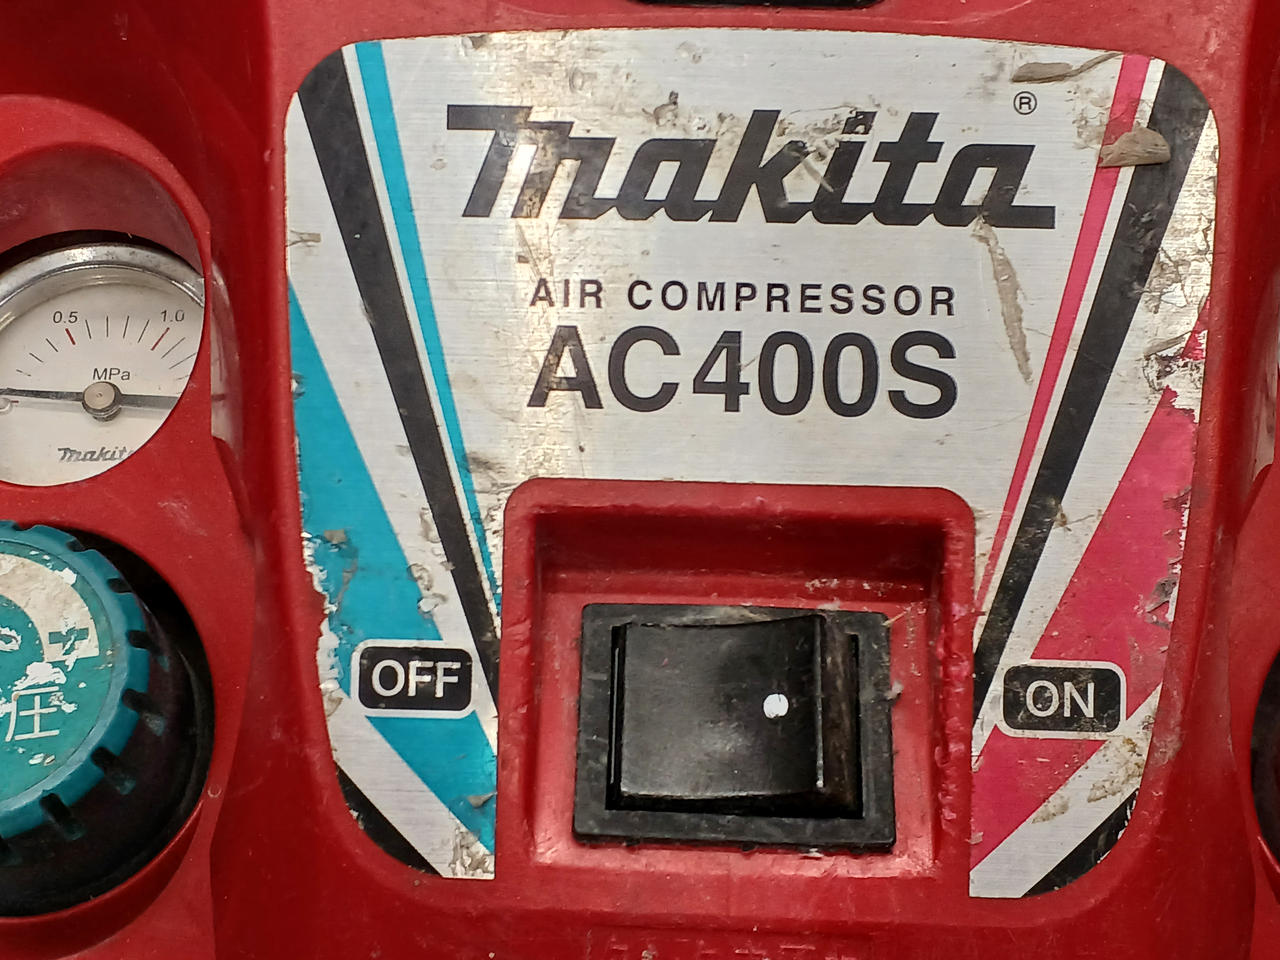 makita®
AIR COMPRESSOR
AC400S
0.5 1.0
MPa
makita
圧
OFF
ON